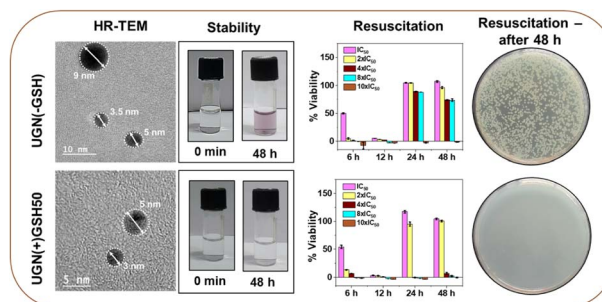 HR-TEM
Stability
Resuscitation
Resuscitation –
after 48 h
UGN(-GSH)
9 nm
3.5 nm
5 nm
10 nm
0 min
48 h
% Viability
150
100
50
0
IC50
2xIC50
4xIC50
8xIC50
10xIC50
6 h
12 h
24 h
48 h
UGN(+)GSH50
5 nm
3 nm
5 nm
0 min
48 h
% Viability
150
100
50
0
IC50
2xIC50
4xIC50
8xIC50
10xIC50
6 h
12 h
24 h
48 h